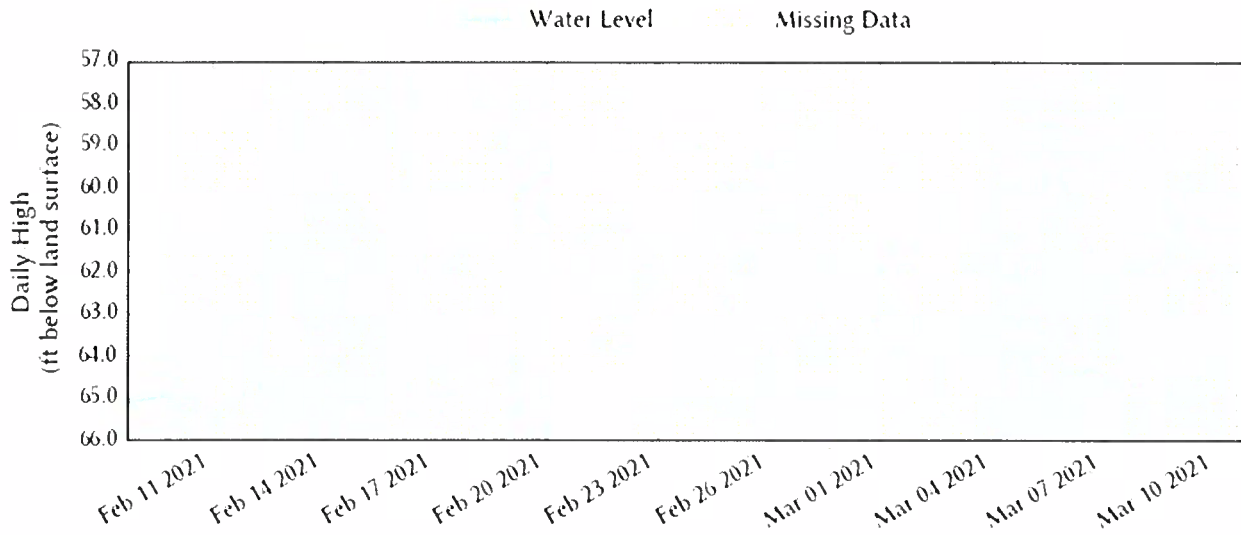 Water Level Missing Data
57.0
58.0
59.0
60.0
61.0
62.0
63.0
64.0
65.0
66.0
Daily High
(ft below land surface)
Feb 11 2021
Feb 14 2021
Feb 17 2021
Feb 20 2021
Feb 23 2021
Feb 26 2021
Mar 01 2021
Mar 04 2021
Mar 07 2021
Mar 10 2021